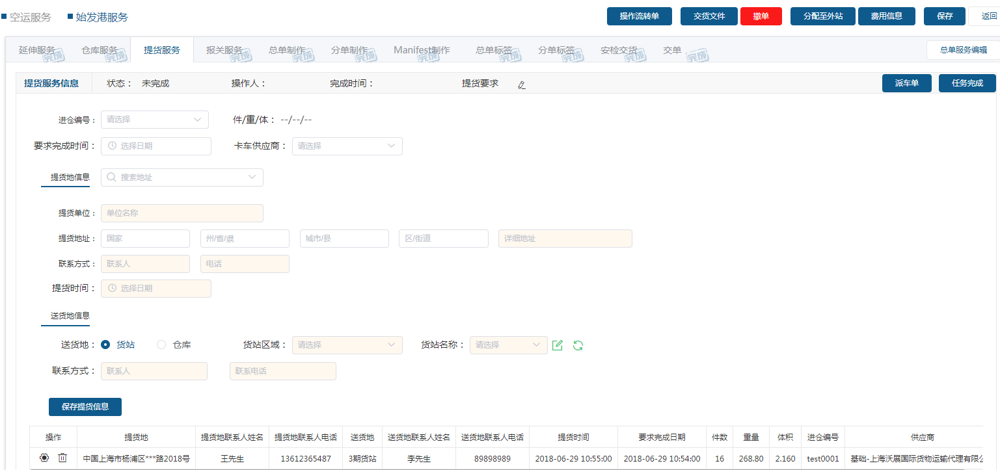 空运服务 始发港服务 操作流转单 交货文件 撤单 分配至外站 费用信息 保存 返回
延伸服务 完成 仓库服务 完成 提货服务 报关服务 完成 总单制作 完成 分单制作 完成 Manifest制作 完成 总单标签 完成 分单标签 完成 安检交货 完成 交单 完成 总单服务编辑
提货服务信息 状态： 未完成 操作人： 完成时间： 提货要求 派车单 任务完成
进仓编号： 请选择 件/重/体： --/--/--
要求完成时间： 选择日期 卡车供应商： 请选择
提货地信息 搜索地址
提货单位： 单位名称
提货地址： 国家 州/省/县 城市/县 区/街道 详细地址
联系方式： 联系人 电话
提货时间： 选择日期
送货地信息
送货地： 货站 仓库 货站区域： 请选择 货站名称： 请选择
联系方式： 联系人 联系电话
保存提货信息
操作 提货地 提货地联系人姓名 提货地联系人电话 送货地 送货地联系人姓名 送货地联系人电话 提货时间 要求完成日期 件数 重量 体积 进仓编号 供应商
中国上海市杨浦区***路2018号 王先生 13612365487 3期货站 李先生 89898989 2018-06-29 10:55:00 2018-06-29 10:54:00 16 268.80 2.160 test0001 基础-上海沃展国际货物运输代理有限